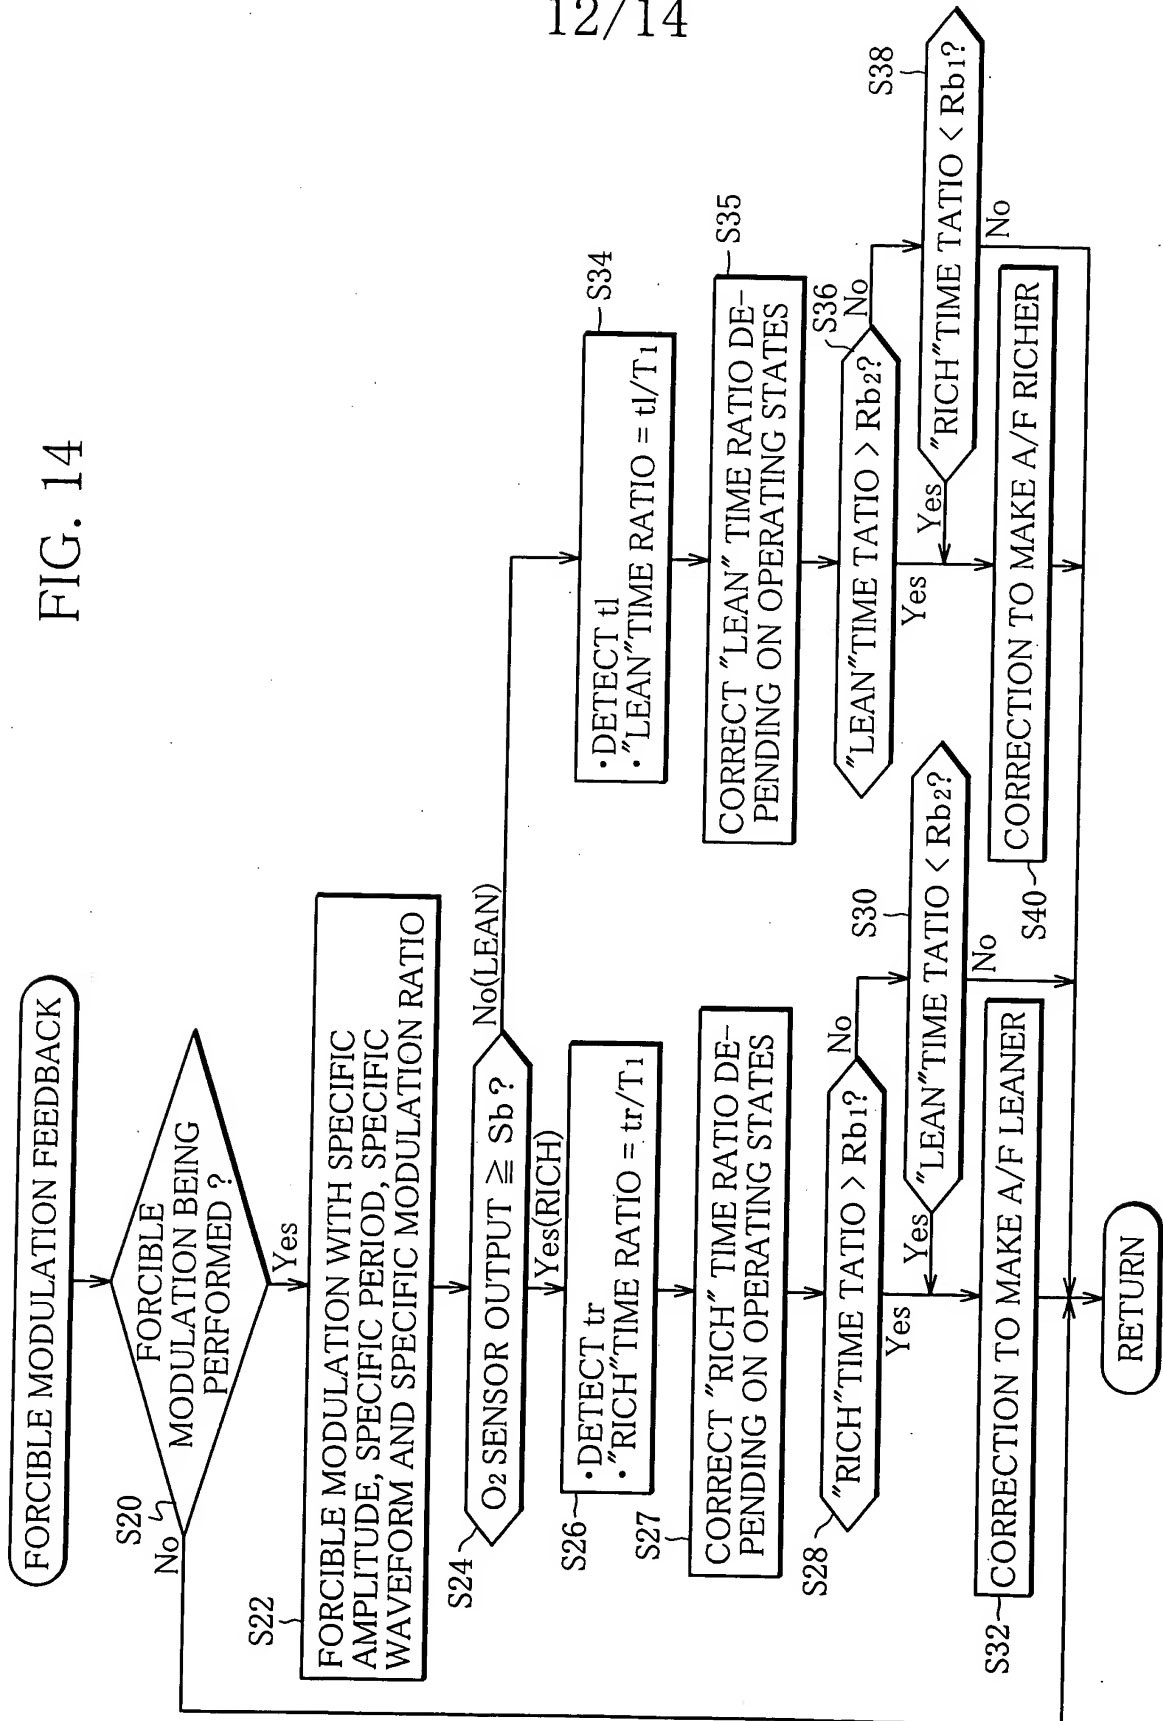 12/14
FIG. 14
FORCIBLE MODULATION FEEDBACK
S20
FORCIBLE
MODULATION BEING
PERFORMED ?
No
Yes
S22
FORCIBLE MODULATION WITH SPECIFIC
AMPLITUDE, SPECIFIC PERIOD, SPECIFIC
WAVEFORM AND SPECIFIC MODULATION RATIO
S24
O2 SENSOR OUTPUT ≧ Sb ?
No(LEAN)
Yes(RICH)
S26
·DETECT tr
·"RICH"TIME RATIO = tr/T1
S27
CORRECT "RICH" TIME RATIO DE-
PENDING ON OPERATING STATES
S28
"RICH"TIME TATIO > Rb1?
No
Yes
S30
"LEAN"TIME TATIO < Rb2?
Yes
No
S32
CORRECTION TO MAKE A/F LEANER
S34
·DETECT tl
·"LEAN"TIME RATIO = tl/T1
S35
CORRECT "LEAN" TIME RATIO DE-
PENDING ON OPERATING STATES
S36
"LEAN"TIME TATIO > Rb2?
No
Yes
S38
"RICH"TIME TATIO < Rb1?
Yes
No
S40
CORRECTION TO MAKE A/F RICHER
RETURN